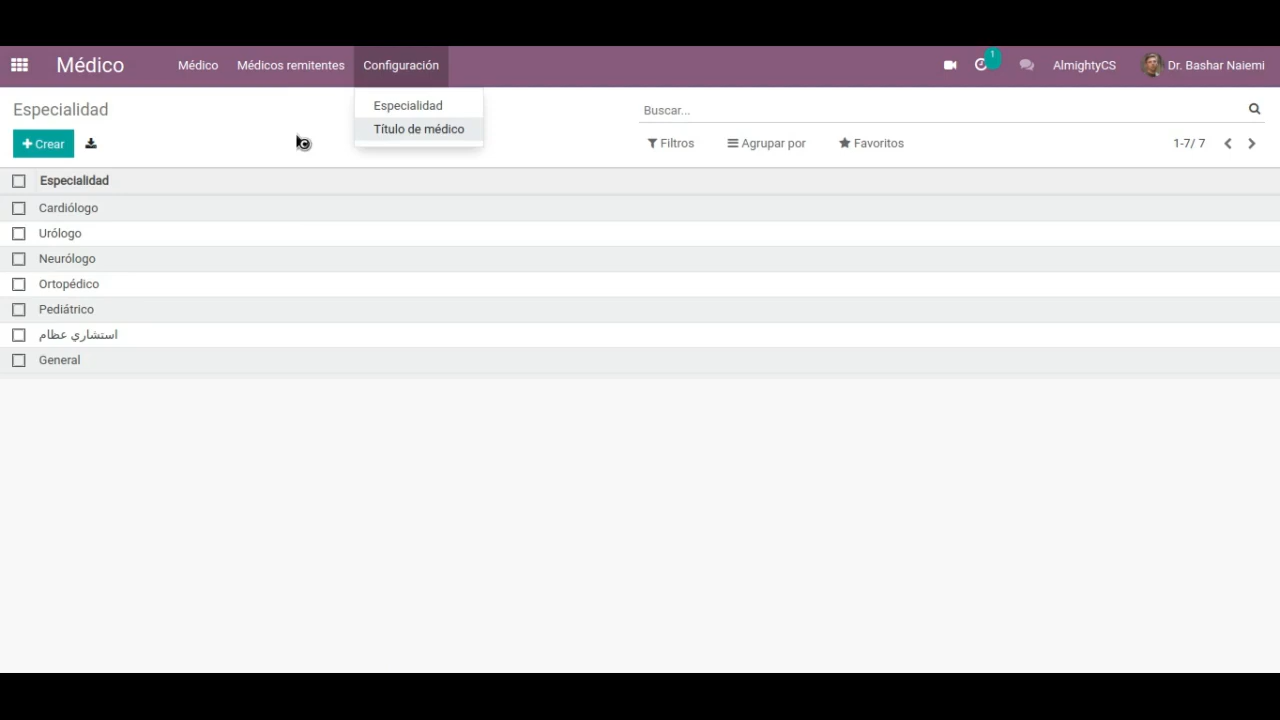 Médico Médico Médicos remitentes Configuración 1 AlmightyCS Dr. Bashar Naiemi
Especialidad
Especialidad Buscar...
Título de médico
Crear Filtros Agrupar por Favoritos 1-7/ 7
Especialidad
Cardiólogo
Urólogo
Neurólogo
Ortopédico
Pediátrico
استشاري عظام
General